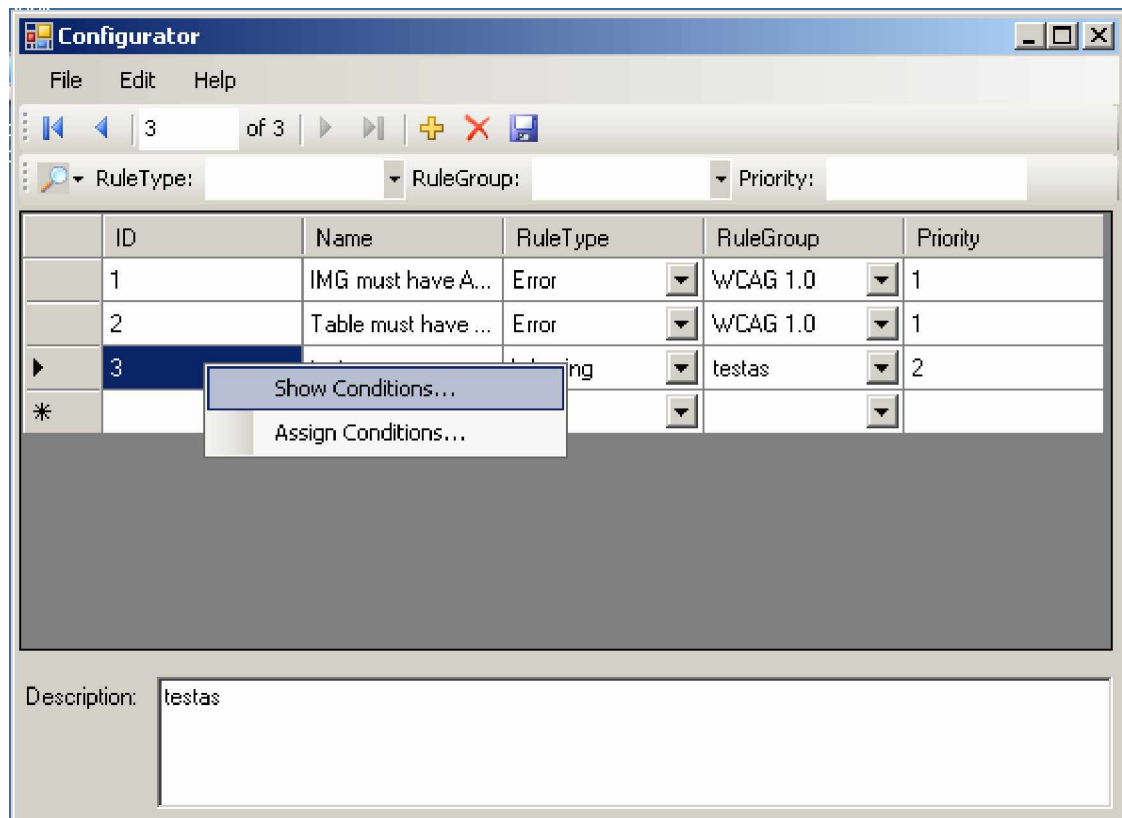 Configurator
File Edit Help
3 of 3
RuleType: RuleGroup: Priority:
ID Name RuleType RuleGroup Priority
1 IMG must have A... Error WCAG 1.0 1
2 Table must have ... Error WCAG 1.0 1
3 testas 2
Show Conditions...
Assign Conditions...
Description: testas